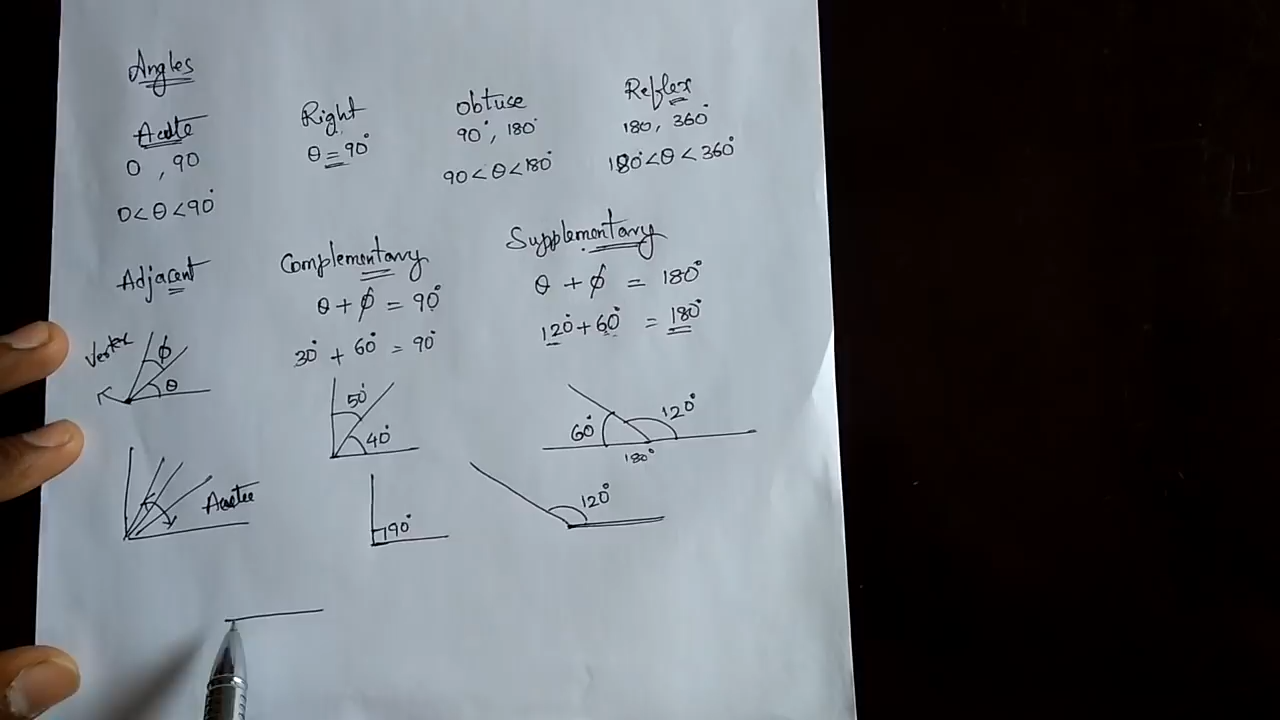 Angles
Acute
0 , 90
0 < θ < 90°
Right
θ = 90°
Obtuse
90°, 180°
90 < θ < 180°
Reflex
180, 360°
180° < θ < 360°
Adjacent
Vertex
ϕ
θ
Complementary
θ + ϕ = 90°
30° + 60° = 90°
50°
40°
Supplementary
θ + ϕ = 180°
120° + 60° = 180°
60°
120°
180°
90°
120°